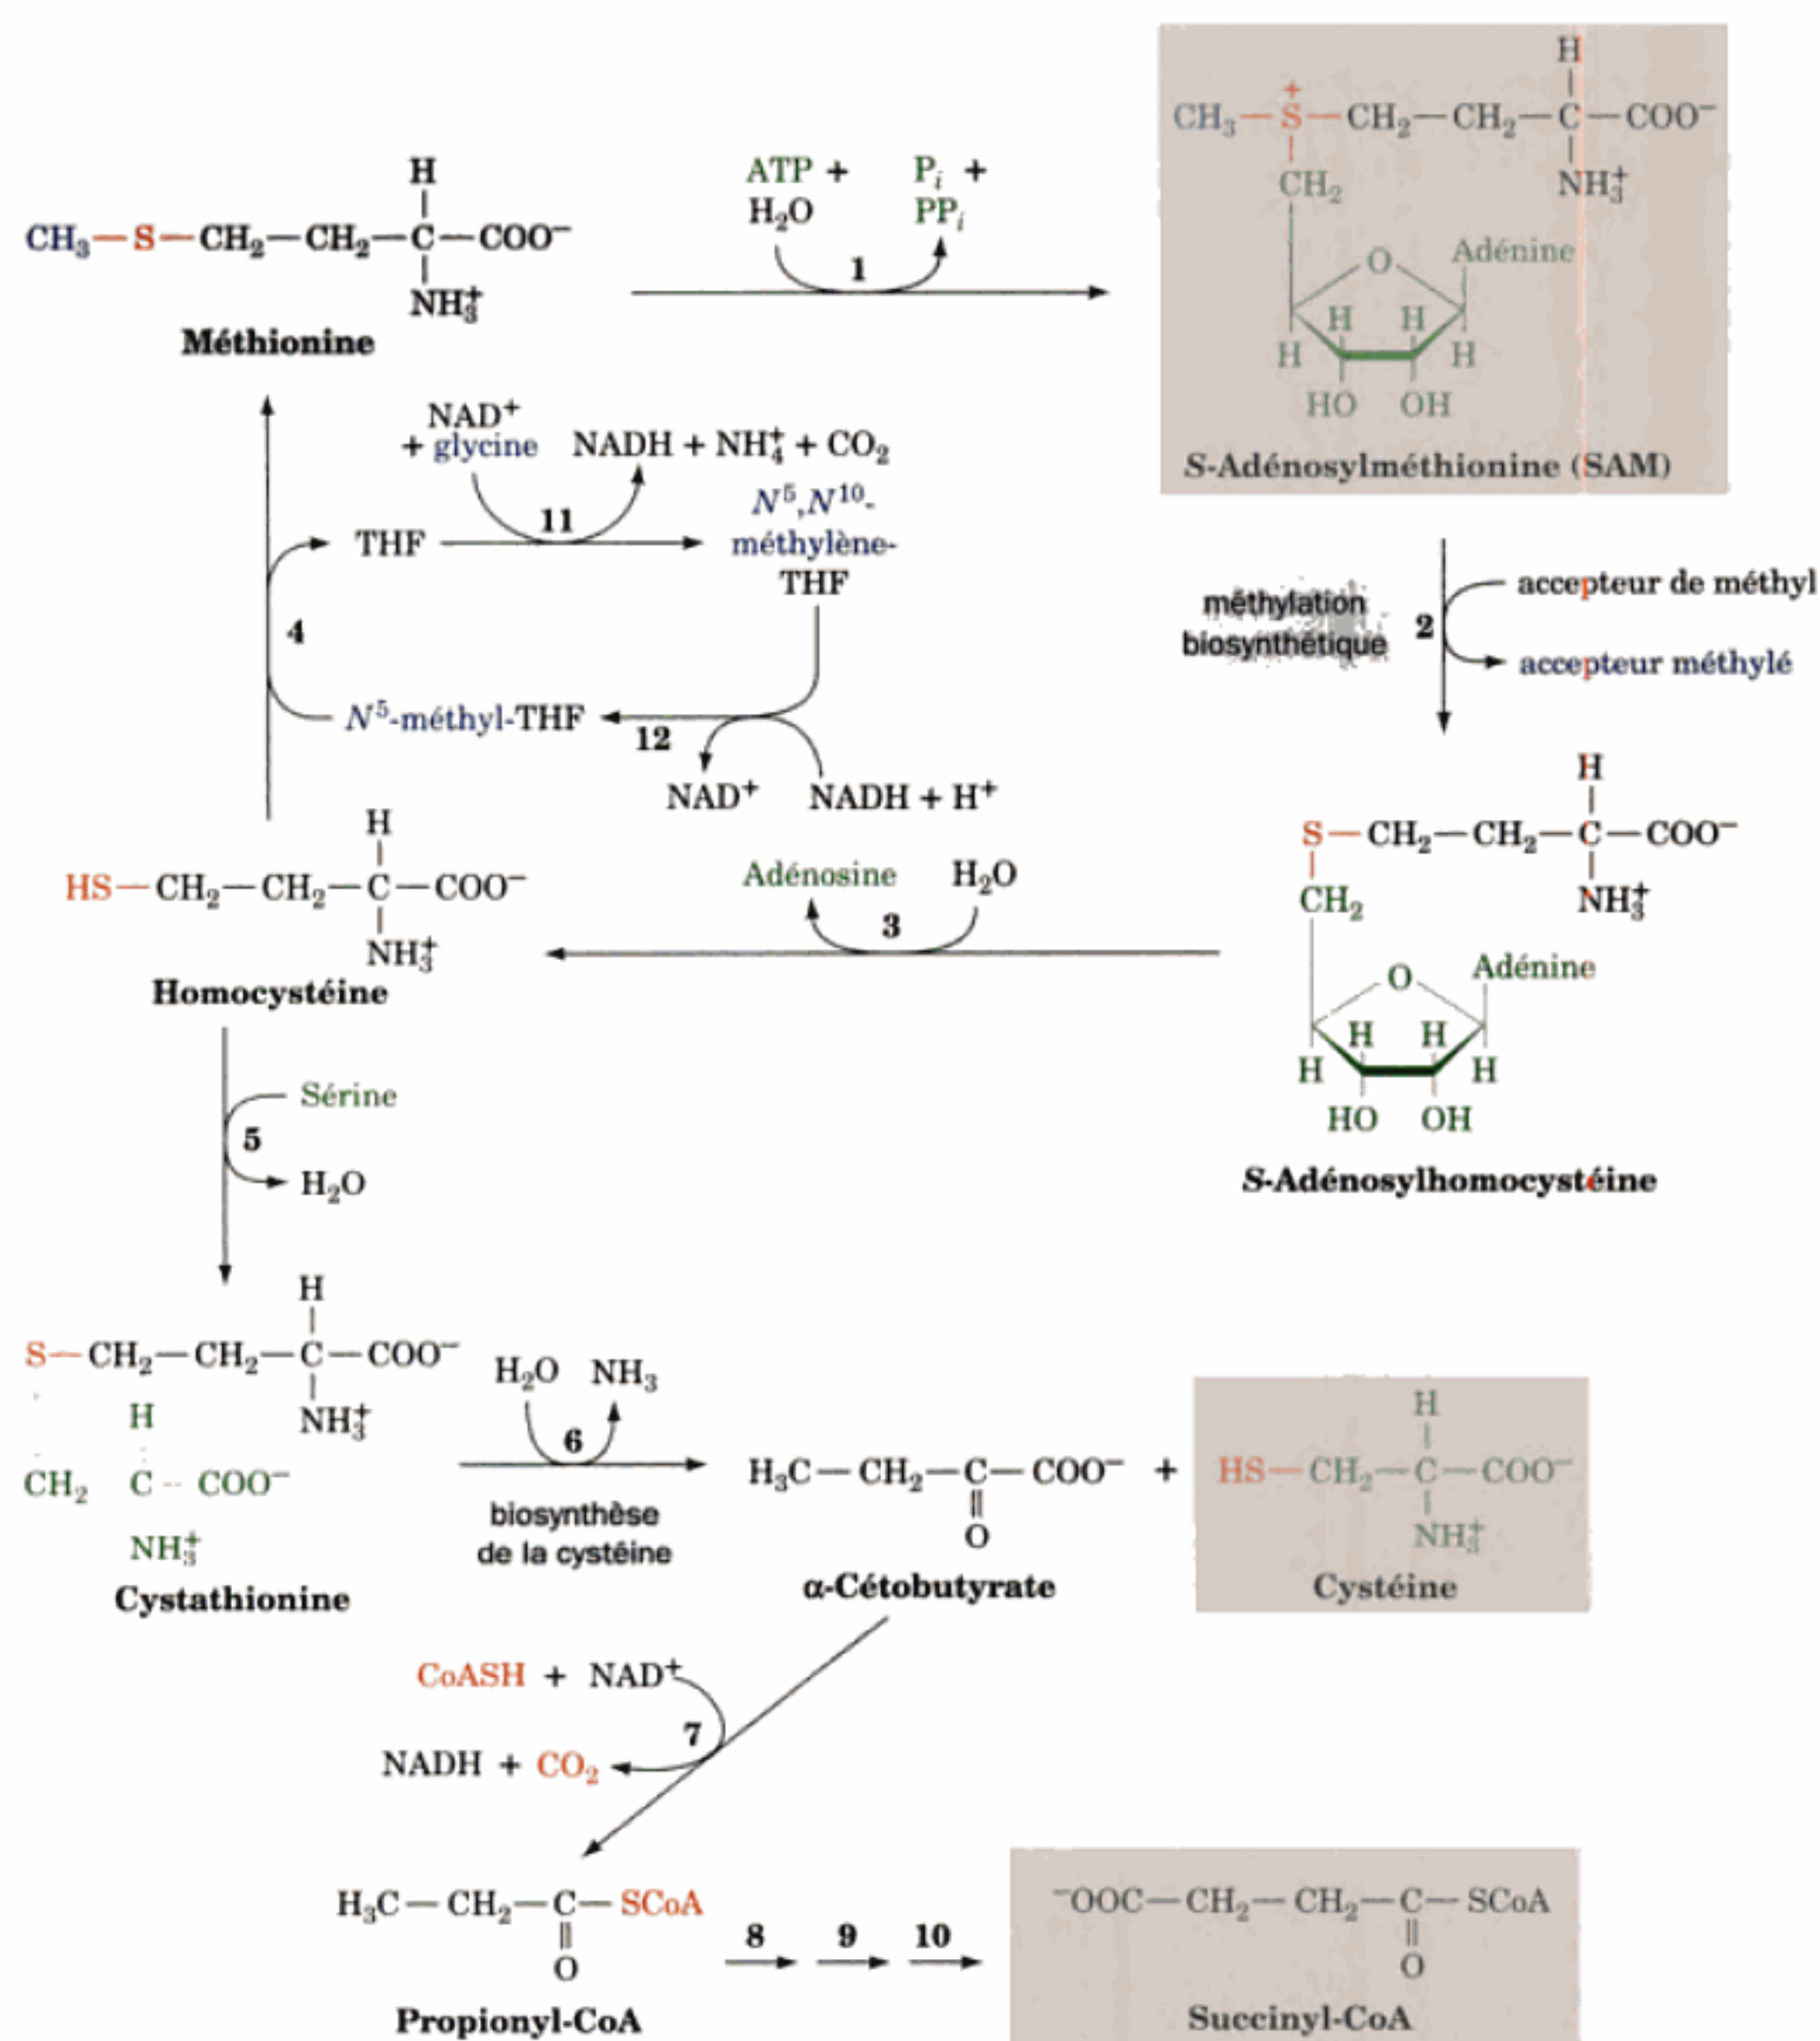 H
CH₃—S⁺—CH₂—CH₂—C—COO⁻
CH₂
NH₃⁺
O
Adénine
H
H
H
H
HO
OH
S-Adénosylméthionine (SAM)
H
CH₃—S—CH₂—CH₂—C—COO⁻
NH₃⁺
Méthionine
ATP +
H₂O
Pᵢ +
PPᵢ
1
NAD⁺
+ glycine
NADH + NH₄⁺ + CO₂
11
THF
N⁵,N¹⁰-
méthylène-
THF
4
N⁵-méthyl-THF
12
NAD⁺
NADH + H⁺
méthylation
biosynthétique
2
accepteur de méthyl
accepteur méthylé
H
HS—CH₂—CH₂—C—COO⁻
NH₃⁺
Homocystéine
Adénosine
H₂O
3
H
S—CH₂—CH₂—C—COO⁻
CH₂
NH₃⁺
O
Adénine
H
H
H
H
HO
OH
S-Adénosylhomocystéine
Sérine
5
H₂O
H
S—CH₂—CH₂—C—COO⁻
H
NH₃⁺
CH₂
C
COO⁻
NH₃⁺
Cystathionine
H₂O
NH₃
6
biosynthèse
de la cystéine
H₃C—CH₂—C—COO⁻
O
α-Cétobutyrate
+
H
HS—CH₂—C—COO⁻
NH₃⁺
Cystéine
CoASH + NAD⁺
7
NADH + CO₂
H₃C—CH₂—C—SCoA
O
Propionyl-CoA
8
9
10
⁻OOC—CH₂—CH₂—C—SCoA
O
Succinyl-CoA